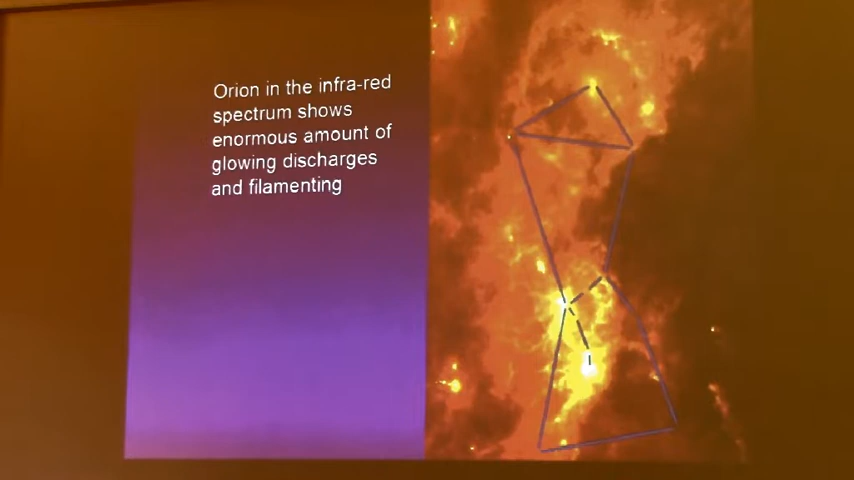 Orion in the infra-red
spectrum shows
enormous amount of
glowing discharges
and filamenting